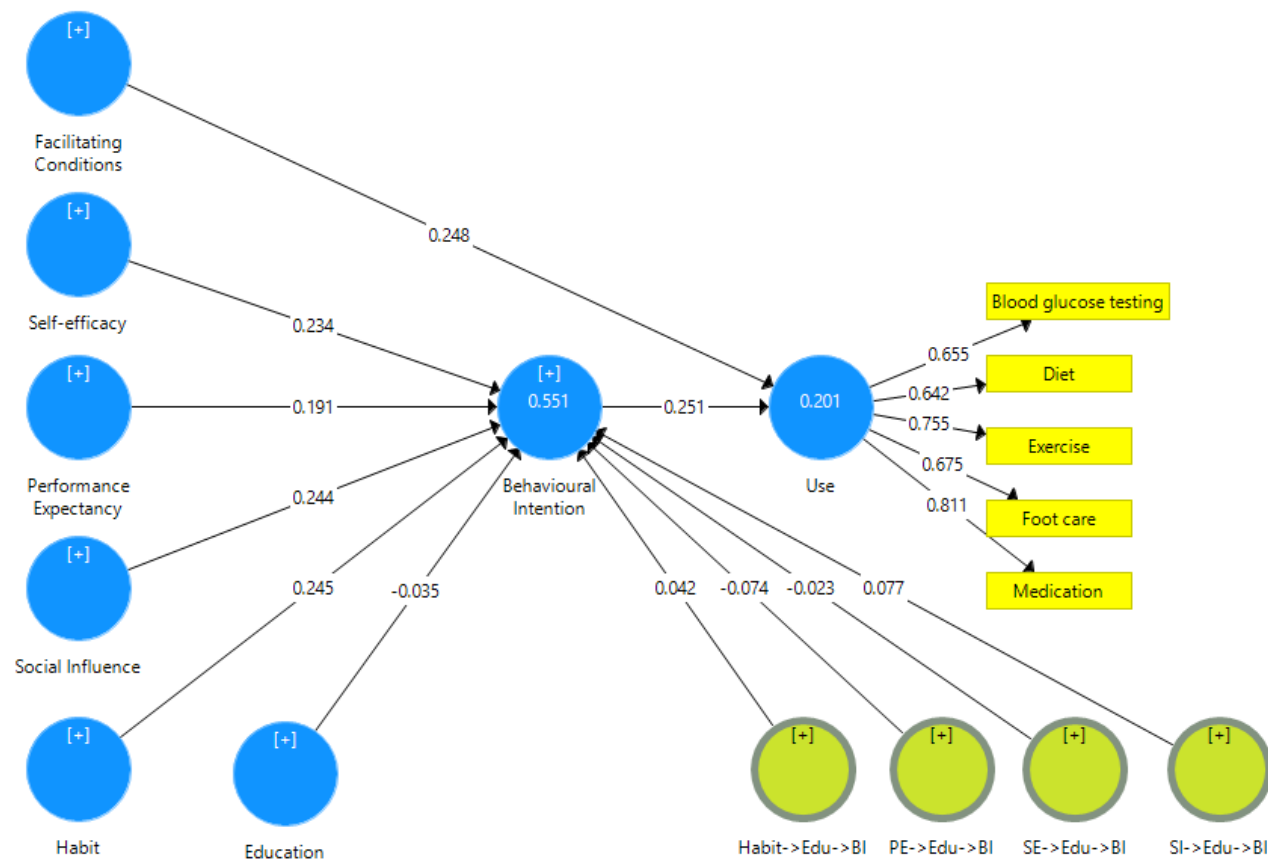 [+]
Facilitating
Conditions
[+]
Self-efficacy
[+]
Performance
Expectancy
[+]
Social Influence
[+]
Habit
[+]
Education
0.248
0.234
0.191
0.244
0.245
-0.035
[+]
0.551
Behavioural
Intention
0.251
0.201
Use
0.655
0.642
0.755
0.675
0.811
Blood glucose testing
Diet
Exercise
Foot care
Medication
0.042
-0.074
-0.023
0.077
[+]
Habit->Edu->BI
[+]
PE->Edu->BI
[+]
SE->Edu->BI
[+]
SI->Edu->BI